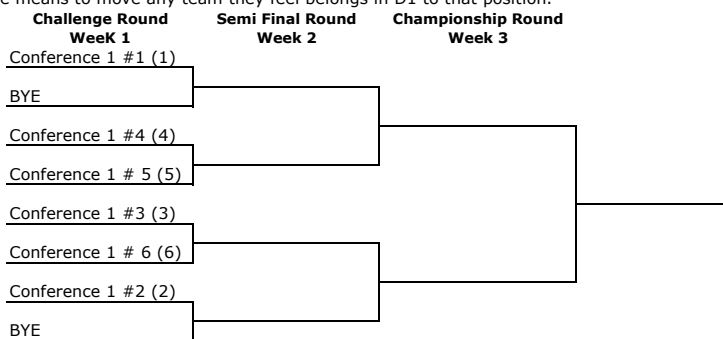 e means to move any team they feel belongs in D1 to that position.
Challenge Round Semi Final Round Championship Round
WeeK 1 Week 2 Week 3
Conference 1 #1 (1)
BYE
Conference 1 #4 (4)
Conference 1 # 5 (5)
Conference 1 #3 (3)
Conference 1 # 6 (6)
Conference 1 #2 (2)
BYE